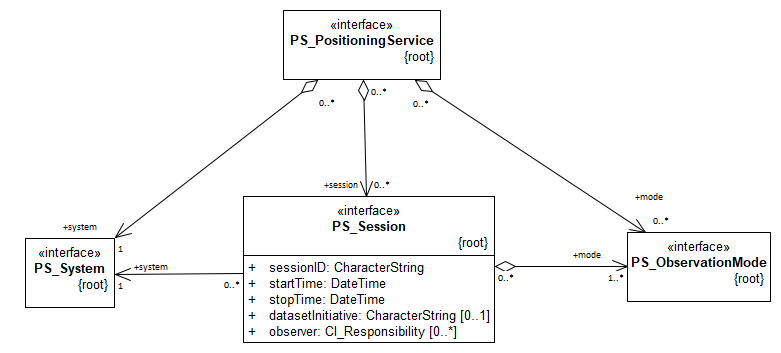 «interface»
PS_PositioningService
{root}
0..*
0..*
0..*
+session
0..*
+system
1
+mode
0..*
«interface»
PS_System
{root}
+system
1
0..*
«interface»
PS_Session
{root}
+ sessionID: CharacterString
+ startTime: DateTime
+ stopTime: DateTime
+ datasetInitiative: CharacterString [0..1]
+ observer: CI_Responsibility [0..*]
+mode
0..*
1..*
«interface»
PS_ObservationMode
{root}